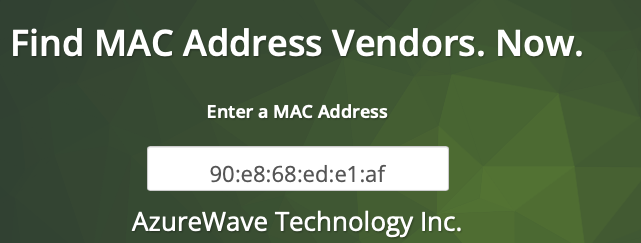 Find MAC Address Vendors. Now.
Enter a MAC Address
90:e8:68:ed:e1:af
AzureWave Technology Inc.